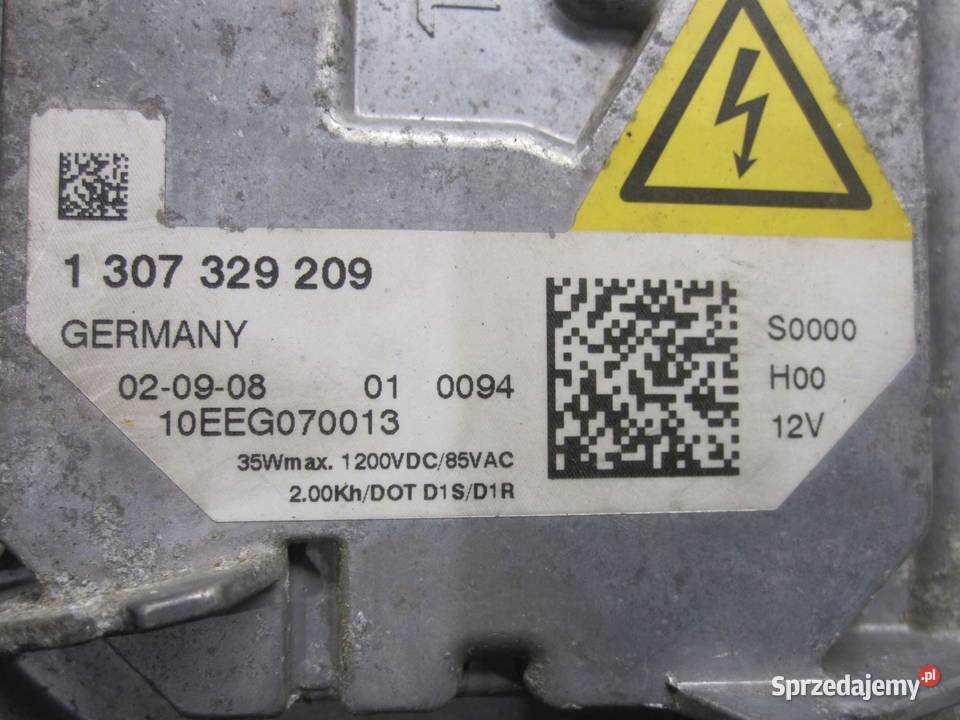 1 307 329 209
GERMANY
02-09-08 01 0094
10EEG070013
35Wmax. 1200VDC/85VAC
2.00Kh/DOT D1S/D1R
S0000
H00
12V
Sprzedajemy.pl